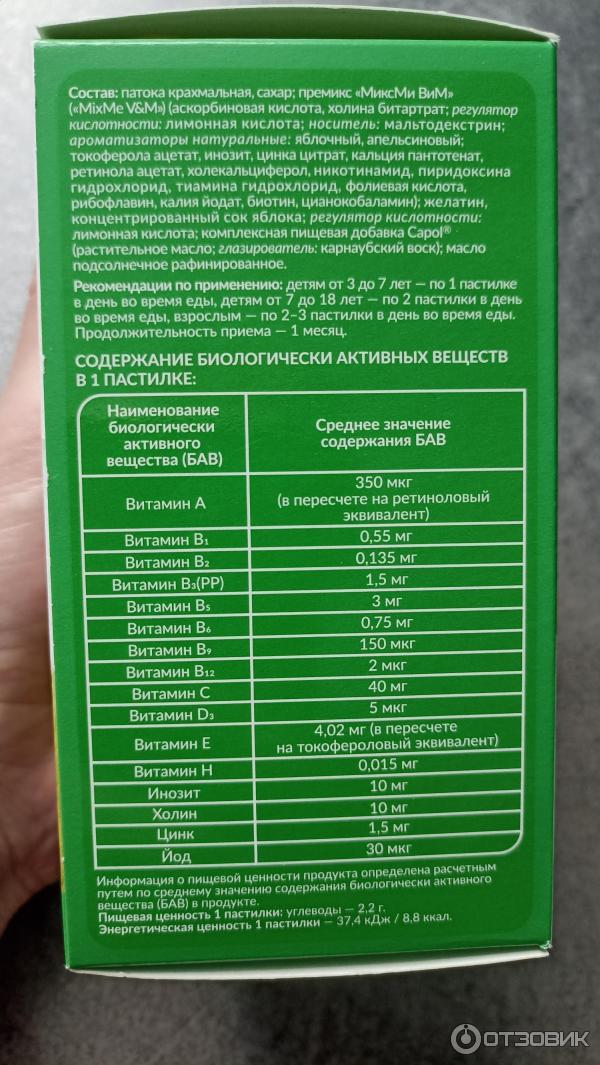 Состав: патока крахмальная, сахар; премикс «МиксМи ВиМ»
(«MixMe V&M») (аскорбиновая кислота, холина битартрат; регулятор
кислотности: лимонная кислота; носитель: мальтодекстрин;
ароматизаторы натуральные: яблочный, апельсиновый;
токоферола ацетат, инозит, цинка цитрат, кальция пантотенат,
ретинола ацетат, холекальциферол, никотинамид, пиридоксина
гидрохлорид, тиамина гидрохлорид, фолиевая кислота,
рибофлавин, калия йодат, биотин, цианокобаламин); желатин,
концентрированный сок яблока; регулятор кислотности:
лимонная кислота; комплексная пищевая добавка Capol®
(растительное масло; глазирователь: карнаубский воск); масло
подсолнечное рафинированное.
Рекомендации по применению: детям от 3 до 7 лет — по 1 пастилке
в день во время еды, детям от 7 до 18 лет — по 2 пастилки в день
во время еды, взрослым — по 2–3 пастилки в день во время еды.
Продолжительность приема — 1 месяц.
СОДЕРЖАНИЕ БИОЛОГИЧЕСКИ АКТИВНЫХ ВЕЩЕСТВ
В 1 ПАСТИЛКЕ:
Наименование
биологически
активного
вещества (БАВ)
Среднее значение
содержания БАВ
Витамин А
350 мкг
(в пересчете на ретиноловый
эквивалент)
Витамин B₁ 0,55 мг
Витамин B₂ 0,135 мг
Витамин B₃(PP) 1,5 мг
Витамин B₅ 3 мг
Витамин B₆ 0,75 мг
Витамин B₉ 150 мкг
Витамин B₁₂ 2 мкг
Витамин C 40 мг
Витамин D₃ 5 мкг
Витамин E
4,02 мг (в пересчете
на токофероловый эквивалент)
Витамин H 0,015 мг
Инозит 10 мг
Холин 10 мг
Цинк 1,5 мг
Йод 30 мкг
Информация о пищевой ценности продукта определена расчетным
путем по среднему значению содержания биологически активного
вещества (БАВ) в продукте.
Пищевая ценность 1 пастилки: углеводы — 2,2 г.
Энергетическая ценность 1 пастилки — 37,4 кДж / 8,8 ккал.
ОТЗОВИК